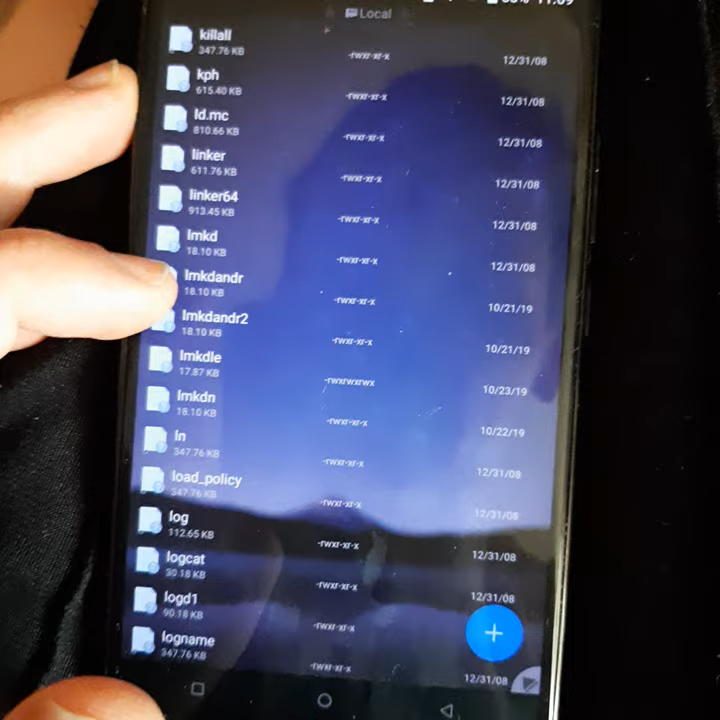 Local
killall
347.76 KB
-rwxr-xr-x
12/31/08
kph
615.40 KB
-rwxr-xr-x
12/31/08
ld.mc
810.66 KB
-rwxr-xr-x
12/31/08
linker
611.76 KB
-rwxr-xr-x
12/31/08
linker64
913.45 KB
-rwxr-xr-x
12/31/08
lmkd
18.10 KB
-rwxr-xr-x
12/31/08
lmkdandr
18.10 KB
-rwxr-xr-x
10/21/19
lmkdandr2
18.10 KB
-rwxr-xr-x
10/21/19
lmkdle
17.87 KB
-rwxrwxrwx
10/23/19
lmkdn
18.10 KB
-rwxr-xr-x
10/22/19
ln
347.76 KB
-rwxr-xr-x
12/31/08
load_policy
347.76 KB
-rwxr-xr-x
12/31/08
log
112.65 KB
-rwxr-xr-x
12/31/08
logcat
30.18 KB
-rwxr-xr-x
12/31/08
logd1
90.18 KB
-rwxr-xr-x
logname
347.76 KB
-rwxr-xr-x
12/31/08